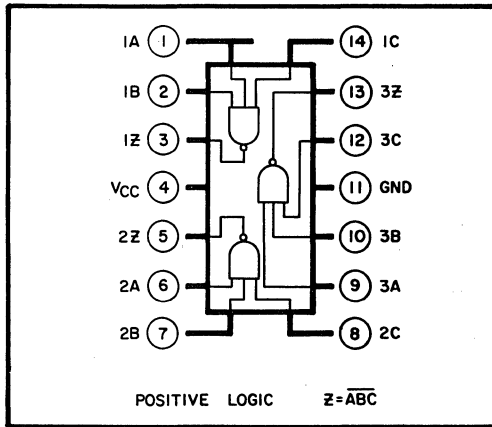 1A 1 14 1C
1B 2 13 3Z
1Z 3 12 3C
VCC 4 11 GND
2Z 5 10 3B
2A 6 9 3A
2B 7 8 2C
POSITIVE LOGIC Z=A̅B̅C̅